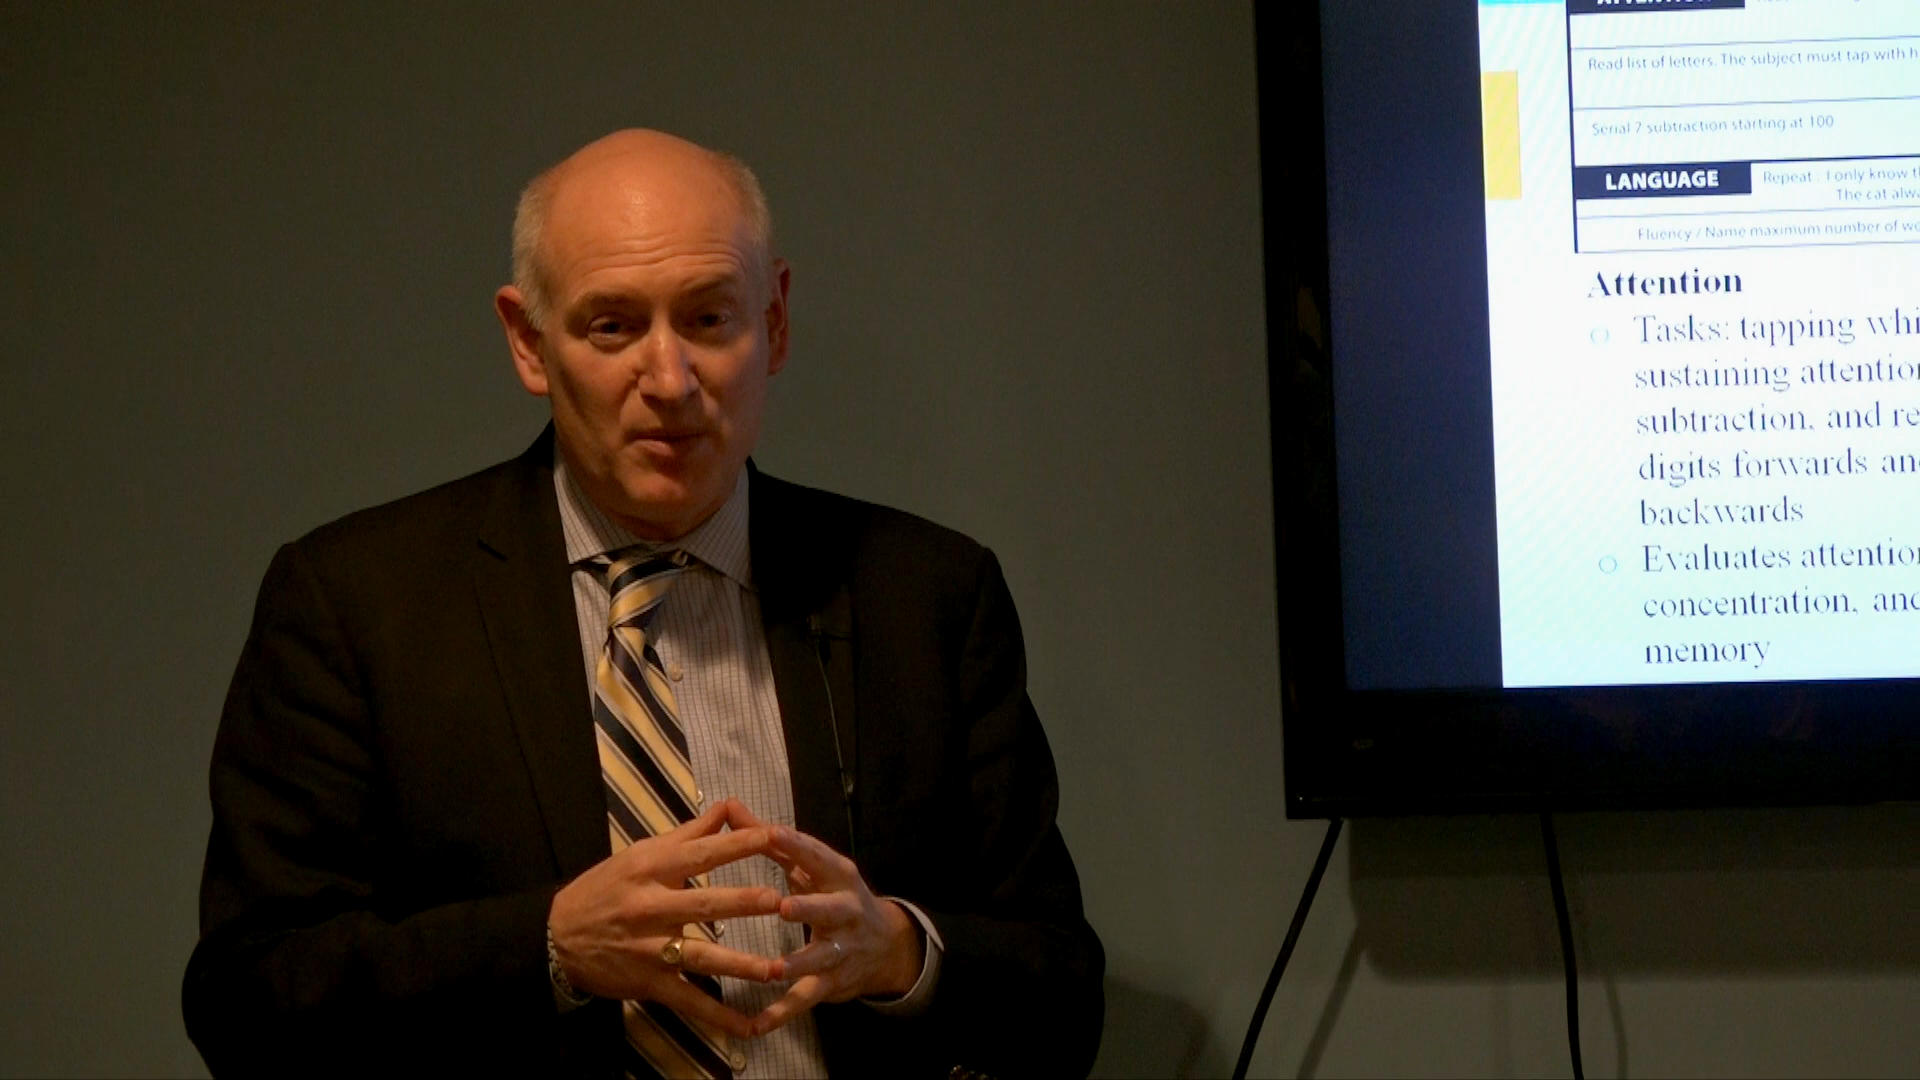 ATTENTION
Read list of letters. The subject must tap with h
Serial 7 subtraction starting at 100
LANGUAGE
Repeat : I only know th
The cat alwa
Fluency / Name maximum number of wo
Attention
Tasks: tapping whi
sustaining attention
subtraction, and re
digits forwards an
backwards
Evaluates attention
concentration, and
memory